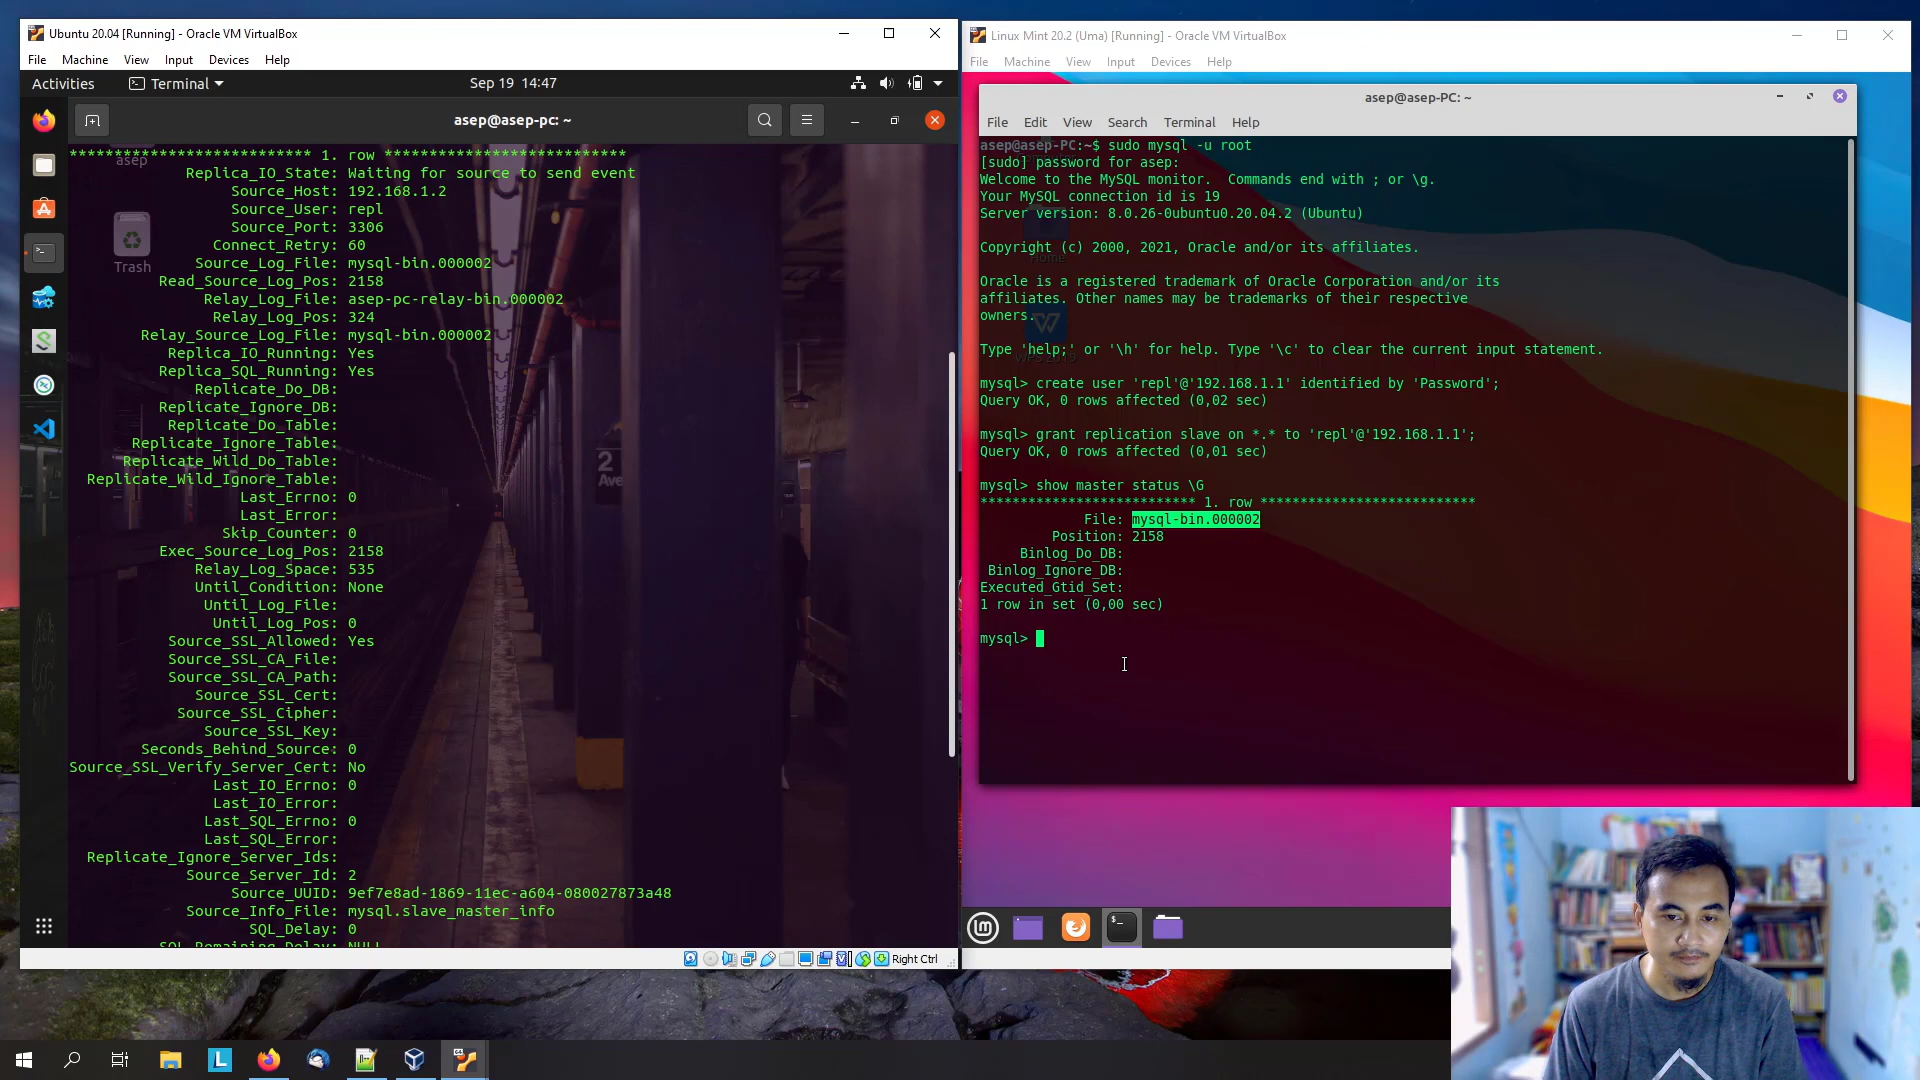 Ubuntu 20.04 [Running] - Oracle VM VirtualBox
File Machine View Input Devices Help
Activities Terminal Sep 19 14:47
asep@asep-pc: ~
asep
Trash
*************************** 1. row ***************************
Replica_IO_State: Waiting for source to send event
Source_Host: 192.168.1.2
Source_User: repl
Source_Port: 3306
Connect_Retry: 60
Source_Log_File: mysql-bin.000002
Read_Source_Log_Pos: 2158
Relay_Log_File: asep-pc-relay-bin.000002
Relay_Log_Pos: 324
Relay_Source_Log_File: mysql-bin.000002
Replica_IO_Running: Yes
Replica_SQL_Running: Yes
Replicate_Do_DB:
Replicate_Ignore_DB:
Replicate_Do_Table:
Replicate_Ignore_Table:
Replicate_Wild_Do_Table:
Replicate_Wild_Ignore_Table:
Last_Errno: 0
Last_Error:
Skip_Counter: 0
Exec_Source_Log_Pos: 2158
Relay_Log_Space: 535
Until_Condition: None
Until_Log_File:
Until_Log_Pos: 0
Source_SSL_Allowed: Yes
Source_SSL_CA_File:
Source_SSL_CA_Path:
Source_SSL_Cert:
Source_SSL_Cipher:
Source_SSL_Key:
Seconds_Behind_Source: 0
Source_SSL_Verify_Server_Cert: No
Last_IO_Errno: 0
Last_IO_Error:
Last_SQL_Errno: 0
Last_SQL_Error:
Replicate_Ignore_Server_Ids:
Source_Server_Id: 2
Source_UUID: 9ef7e8ad-1869-11ec-a604-080027873a48
Source_Info_File: mysql.slave_master_info
SQL_Delay: 0
SQL_Remaining_Delay: NULL
2
Ave
Right Ctrl
Linux Mint 20.2 (Uma) [Running] - Oracle VM VirtualBox
File Machine View Input Devices Help
asep@asep-PC: ~
File Edit View Search Terminal Help
asep@asep-PC:~$ sudo mysql -u root
[sudo] password for asep:
Welcome to the MySQL monitor.  Commands end with ; or \g.
Your MySQL connection id is 19
Server version: 8.0.26-0ubuntu0.20.04.2 (Ubuntu)
Copyright (c) 2000, 2021, Oracle and/or its affiliates.
Home
Oracle is a registered trademark of Oracle Corporation and/or its
affiliates. Other names may be trademarks of their respective
owners.
Type 'help;' or '\h' for help. Type '\c' to clear the current input statement.
mysql> create user 'repl'@'192.168.1.1' identified by 'Password';
Query OK, 0 rows affected (0,02 sec)
mysql> grant replication slave on *.* to 'repl'@'192.168.1.1';
Query OK, 0 rows affected (0,01 sec)
mysql> show master status \G
*************************** 1. row ***************************
File: mysql-bin.000002
Position: 2158
Binlog_Do_DB:
Binlog_Ignore_DB:
Executed_Gtid_Set:
1 row in set (0,00 sec)
mysql>